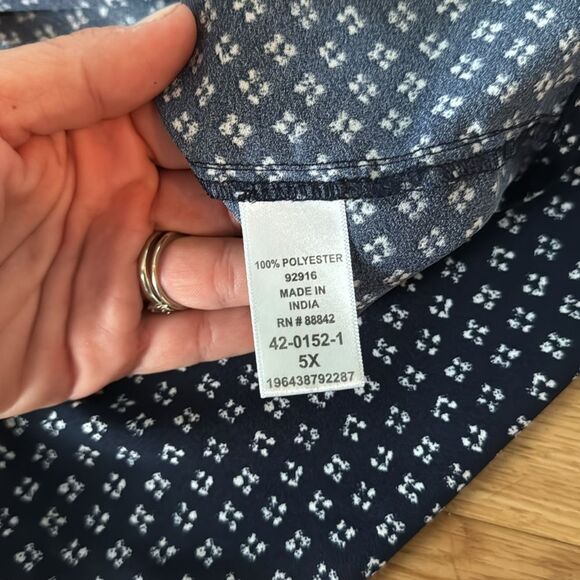 100% POLYESTER
92916
MADE IN
INDIA
RN # 88842
42-0152-1
5X
196438792287